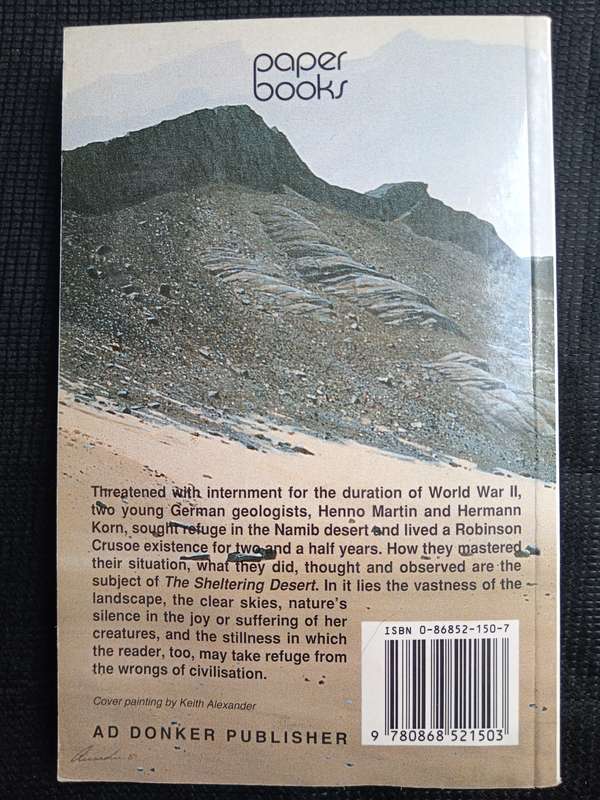 paper
books
Threatened with internment for the duration of World War II,
two young German geologists, Henno Martin and Hermann
Korn, sought refuge in the Namib desert and lived a Robinson
Crusoe existence for two and a half years. How they mastered
their situation, what they did, thought and observed are the
subject of The Sheltering Desert. In it lies the vastness of the
landscape, the clear skies, nature's
silence in the joy or suffering of her
creatures, and the stillness in which
the reader, too, may take refuge from
the wrongs of civilisation.
Cover painting by Keith Alexander
AD DONKER PUBLISHER
ISBN 0-86852-150-7
9 780868 521503